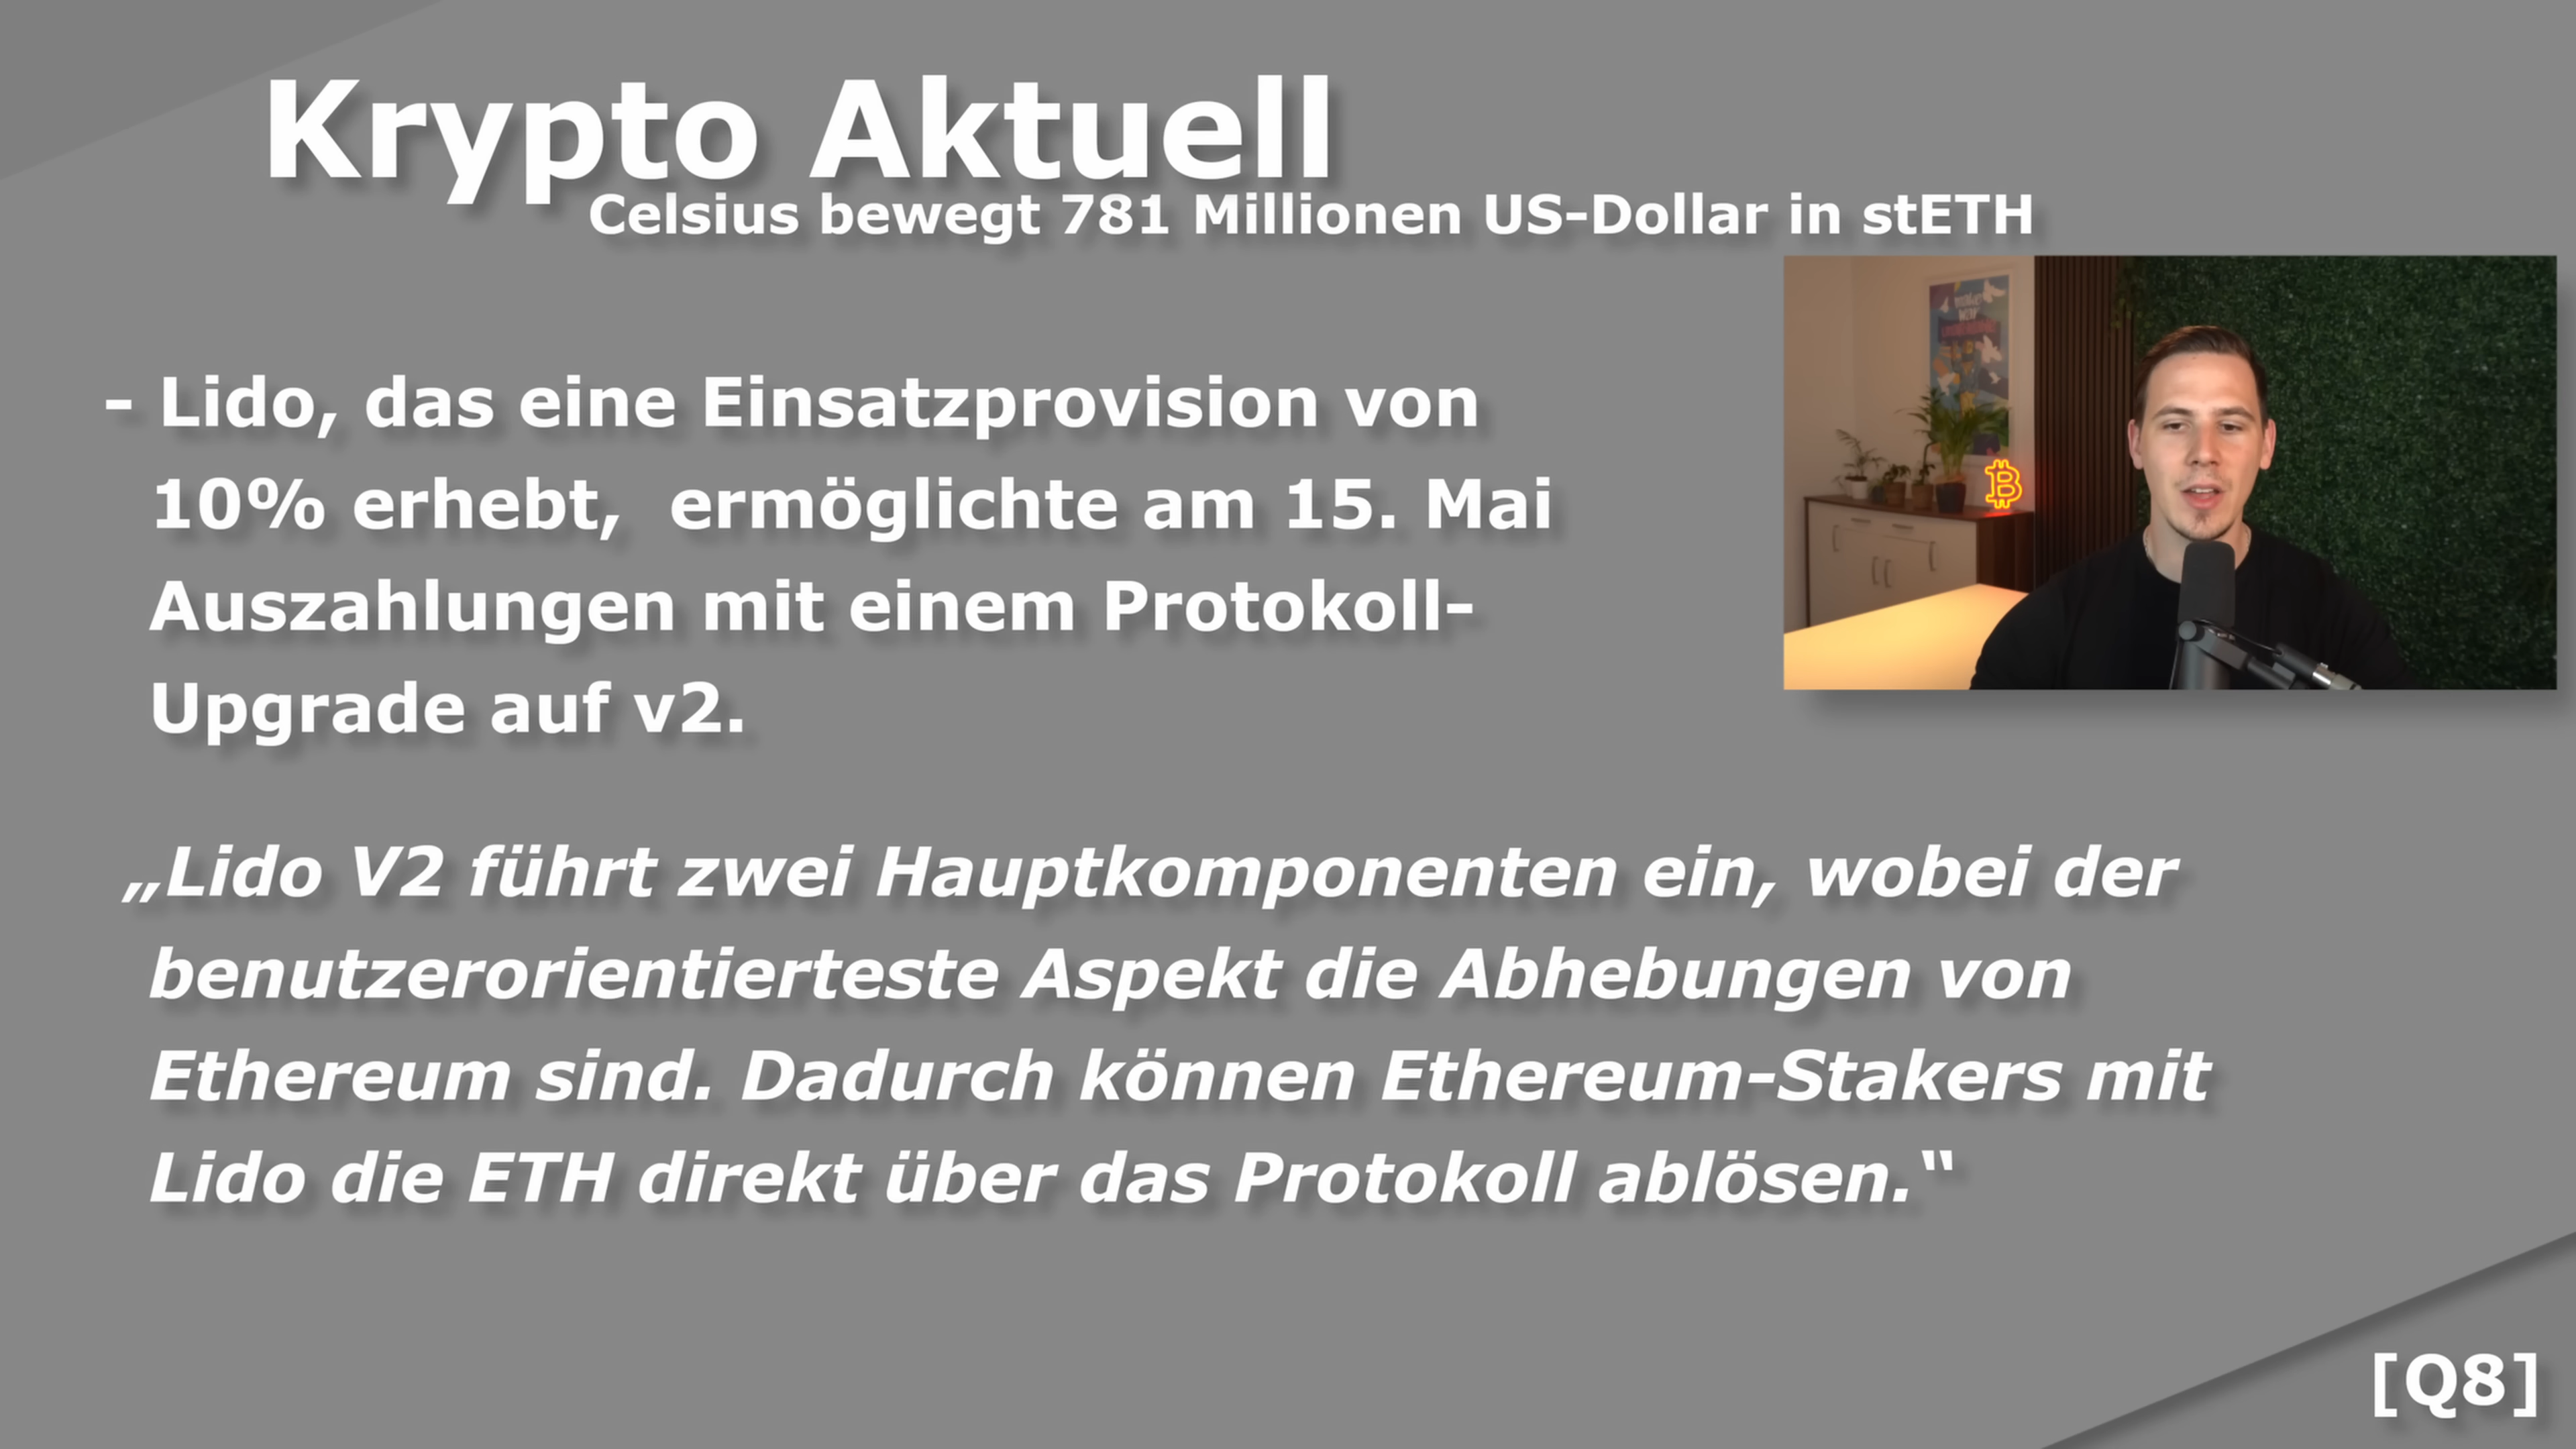 Krypto Aktuell
Celsius bewegt 781 Millionen US-Dollar in stETH
- Lido, das eine Einsatzprovision von
10% erhebt,  ermöglichte am 15. Mai
Auszahlungen mit einem Protokoll-
Upgrade auf v2.
„Lido V2 führt zwei Hauptkomponenten ein, wobei der
benutzerorientierteste Aspekt die Abhebungen von
Ethereum sind. Dadurch können Ethereum-Stakers mit
Lido die ETH direkt über das Protokoll ablösen.“
[Q8]